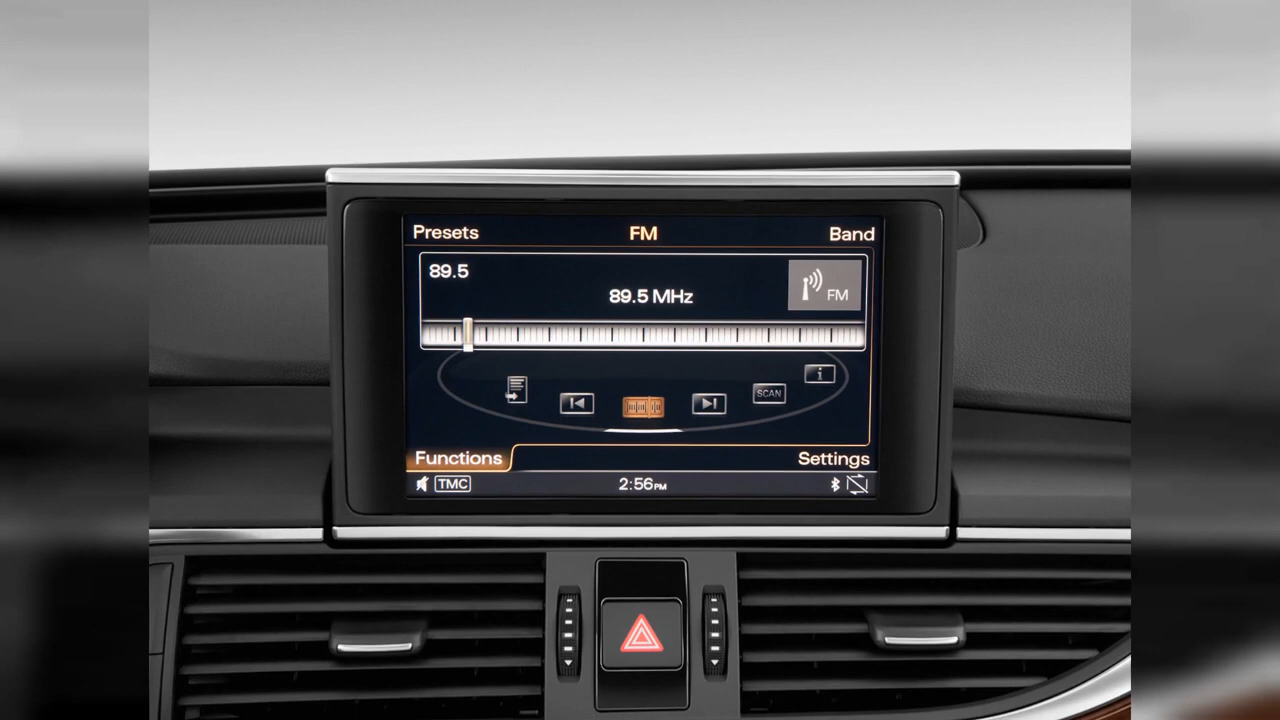 Presets FM Band
89.5
89.5 MHz
FM
SCAN
i
Functions Settings
TMC 2:56PM